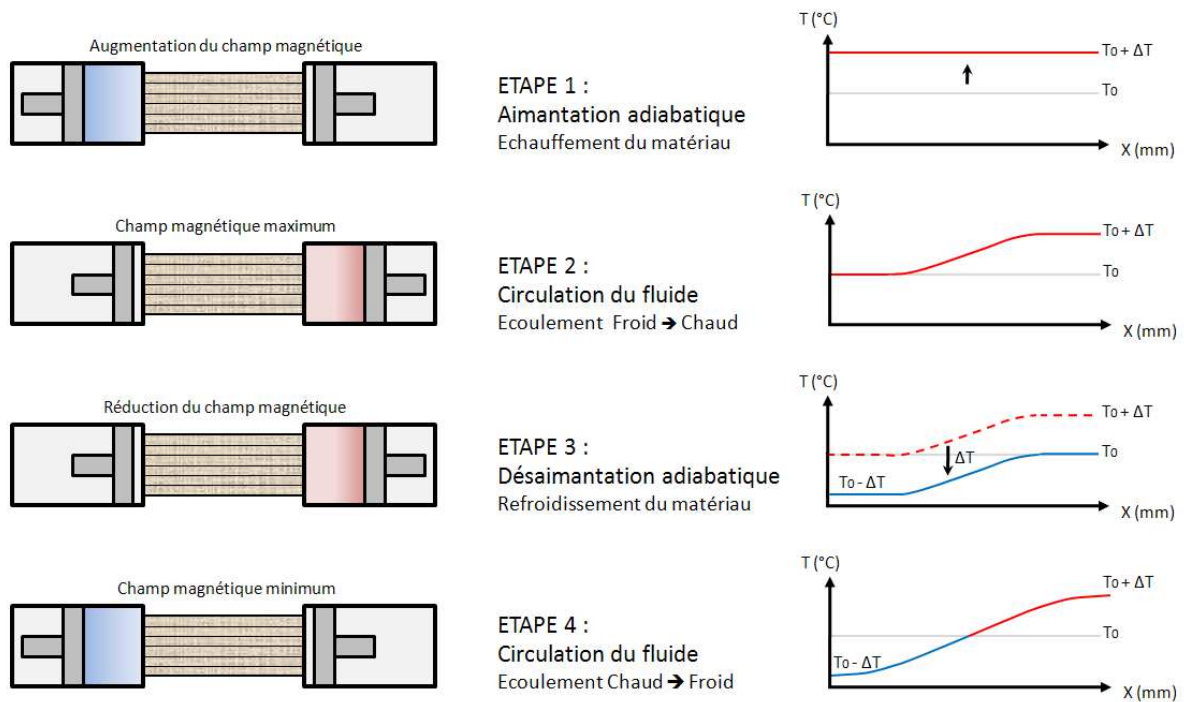 Augmentation du champ magnétique
ETAPE 1 :
Aimantation adiabatique
Echauffement du matériau
T (°C)
To + ΔT
To
X (mm)
Champ magnétique maximum
ETAPE 2 :
Circulation du fluide
Ecoulement Froid ➔ Chaud
T (°C)
To + ΔT
To
X (mm)
Réduction du champ magnétique
ETAPE 3 :
Désaimantation adiabatique
Refroidissement du matériau
T (°C)
To + ΔT
To
ΔT
To - ΔT
X (mm)
Champ magnétique minimum
ETAPE 4 :
Circulation du fluide
Ecoulement Chaud ➔ Froid
T (°C)
To + ΔT
To
To - ΔT
X (mm)